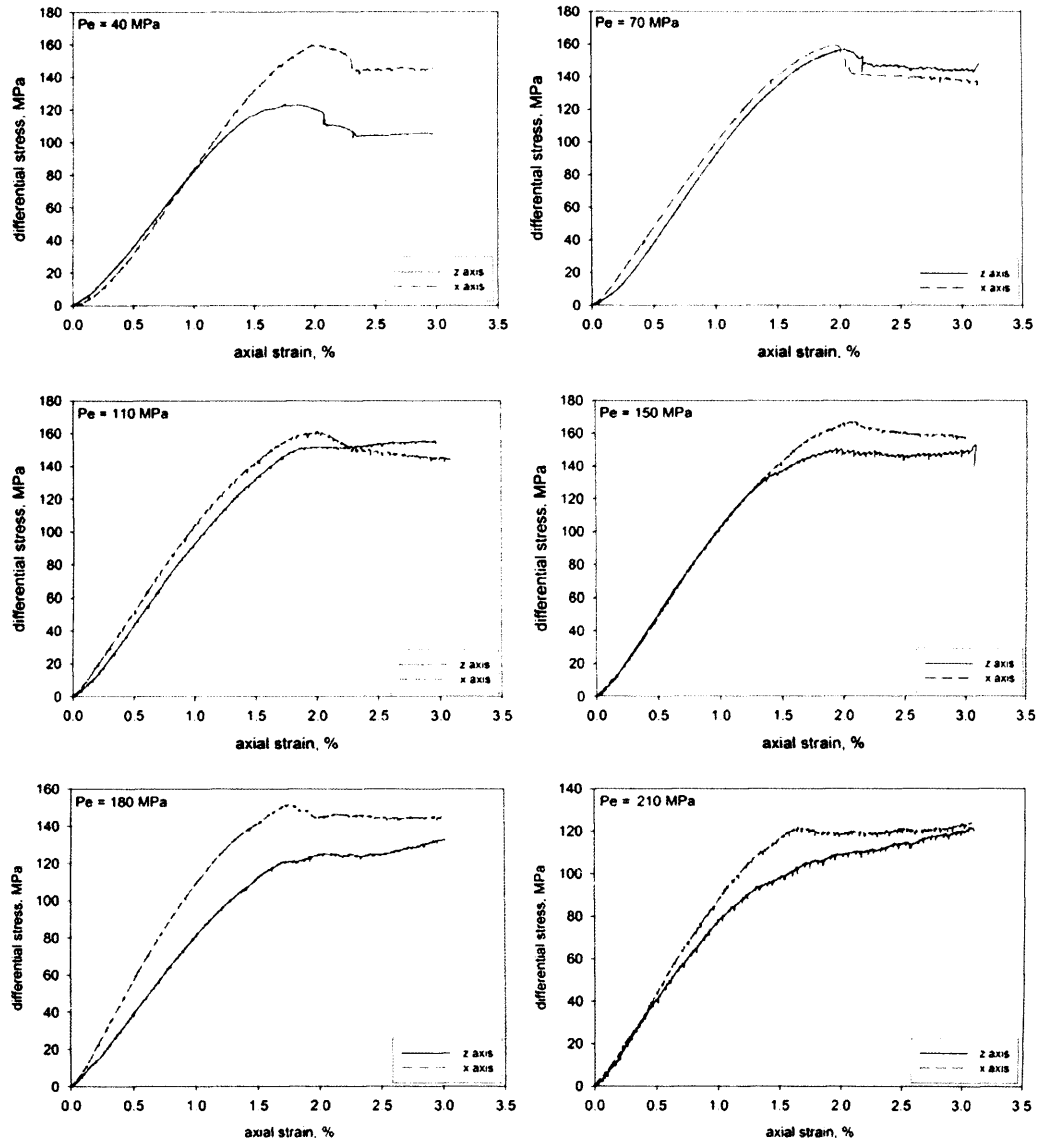 Pe = 40 MPa
differential stress, MPa
180
160
140
120
100
80
60
40
20
0
0.0 0.5 1.0 1.5 2.0 2.5 3.0 3.5
axial strain, %
z axis
x axis
Pe = 70 MPa
differential stress, MPa
180
160
140
120
100
80
60
40
20
0
0.0 0.5 1.0 1.5 2.0 2.5 3.0 3.5
axial strain, %
z axis
x axis
Pe = 110 MPa
differential stress, MPa
180
160
140
120
100
80
60
40
20
0
0.0 0.5 1.0 1.5 2.0 2.5 3.0 3.5
axial strain, %
z axis
x axis
Pe = 150 MPa
differential stress, MPa
180
160
140
120
100
80
60
40
20
0
0.0 0.5 1.0 1.5 2.0 2.5 3.0 3.5
axial strain, %
z axis
x axis
Pe = 180 MPa
differential stress, MPa
160
140
120
100
80
60
40
20
0
0.0 0.5 1.0 1.5 2.0 2.5 3.0 3.5
axial strain, %
z axis
x axis
Pe = 210 MPa
differential stress, MPa
140
120
100
80
60
40
20
0
0.0 0.5 1.0 1.5 2.0 2.5 3.0 3.5
axial strain, %
z axis
x axis